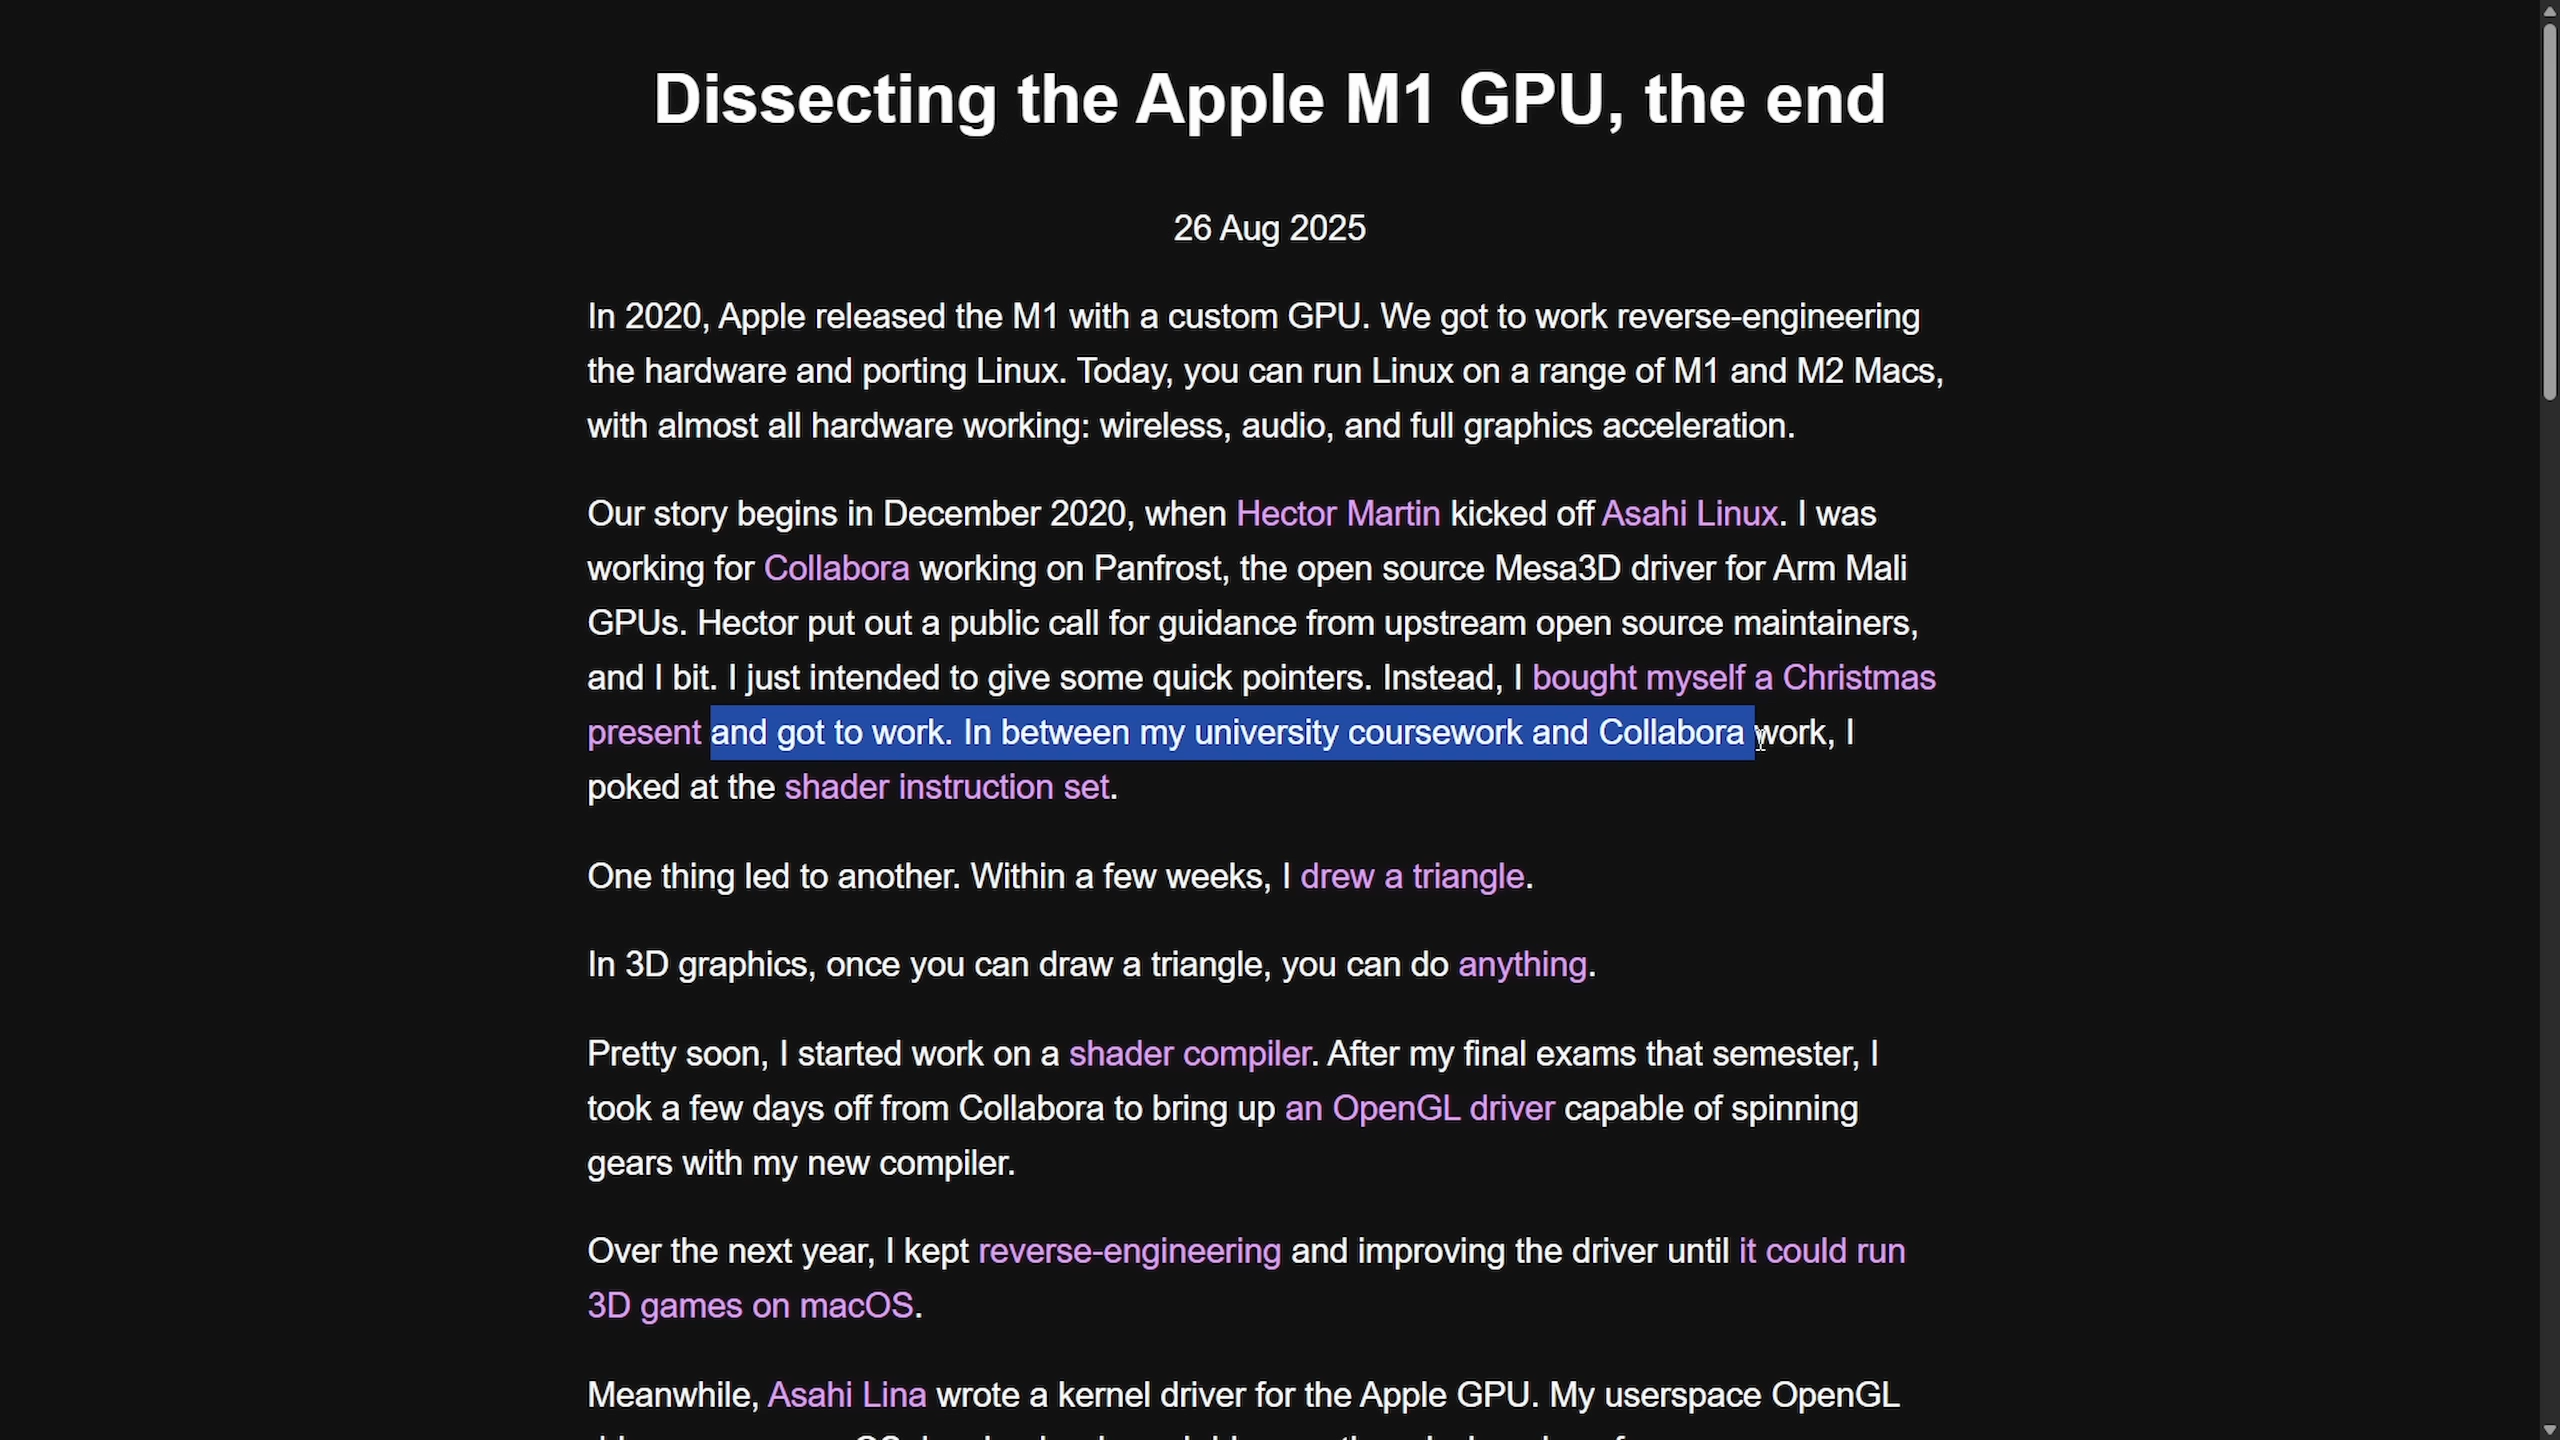 Dissecting the Apple M1 GPU, the end
26 Aug 2025
In 2020, Apple released the M1 with a custom GPU. We got to work reverse-engineering
the hardware and porting Linux. Today, you can run Linux on a range of M1 and M2 Macs,
with almost all hardware working: wireless, audio, and full graphics acceleration.
Our story begins in December 2020, when Hector Martin kicked off Asahi Linux. I was
working for Collabora working on Panfrost, the open source Mesa3D driver for Arm Mali
GPUs. Hector put out a public call for guidance from upstream open source maintainers,
and I bit. I just intended to give some quick pointers. Instead, I bought myself a Christmas
present and got to work. In between my university coursework and Collabora work, I
poked at the shader instruction set.
One thing led to another. Within a few weeks, I drew a triangle.
In 3D graphics, once you can draw a triangle, you can do anything.
Pretty soon, I started work on a shader compiler. After my final exams that semester, I
took a few days off from Collabora to bring up an OpenGL driver capable of spinning
gears with my new compiler.
Over the next year, I kept reverse-engineering and improving the driver until it could run
3D games on macOS.
Meanwhile, Asahi Lina wrote a kernel driver for the Apple GPU. My userspace OpenGL